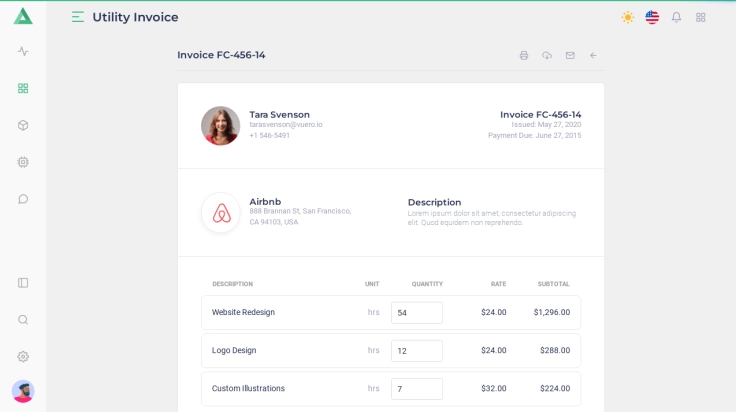 Utility Invoice
Invoice FC-456-14
Tara Svenson
tarasvenson@vuero.io
+1 546-5491
Invoice FC-456-14
Issued: May 27, 2020
Payment Due: June 27, 2015
Airbnb
888 Brannan St, San Francisco,
CA 94103, USA
Description
Lorem ipsum dolor sit amet, consectetur adipiscing
elit. Quod equidem non reprehendo.
DESCRIPTION UNIT QUANTITY RATE SUBTOTAL
Website Redesign hrs 54 $24.00 $1,296.00
Logo Design hrs 12 $24.00 $288.00
Custom Illustrations hrs 7 $32.00 $224.00